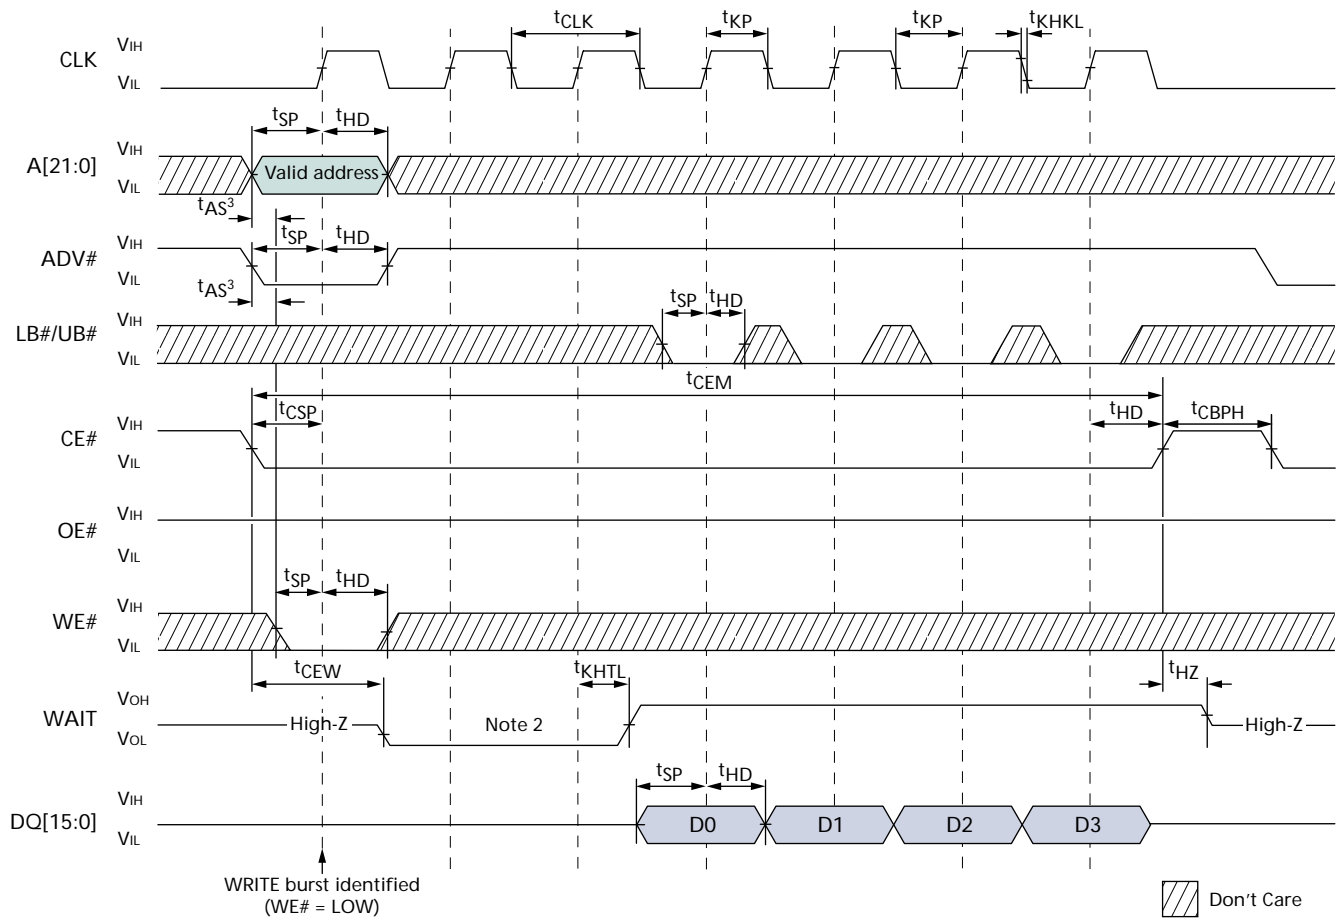 tCLK tKP tKP tKHKL
CLK VIH
VIL
tSP tHD
A[21:0] VIH
VIL
Valid address
tAS3
tSP tHD
ADV# VIH
VIL
tAS3
tSP tHD
LB#/UB# VIH
VIL
tCEM
tCSP tHD tCBPH
CE# VIH
VIL
OE# VIH
VIL
tSP tHD
WE# VIH
VIL
tCEW tKHTL tHZ
WAIT VOH
VOL
High-Z Note 2 High-Z
tSP tHD
DQ[15:0] VIH
VIL
D0 D1 D2 D3
WRITE burst identified
(WE# = LOW)
Don't Care